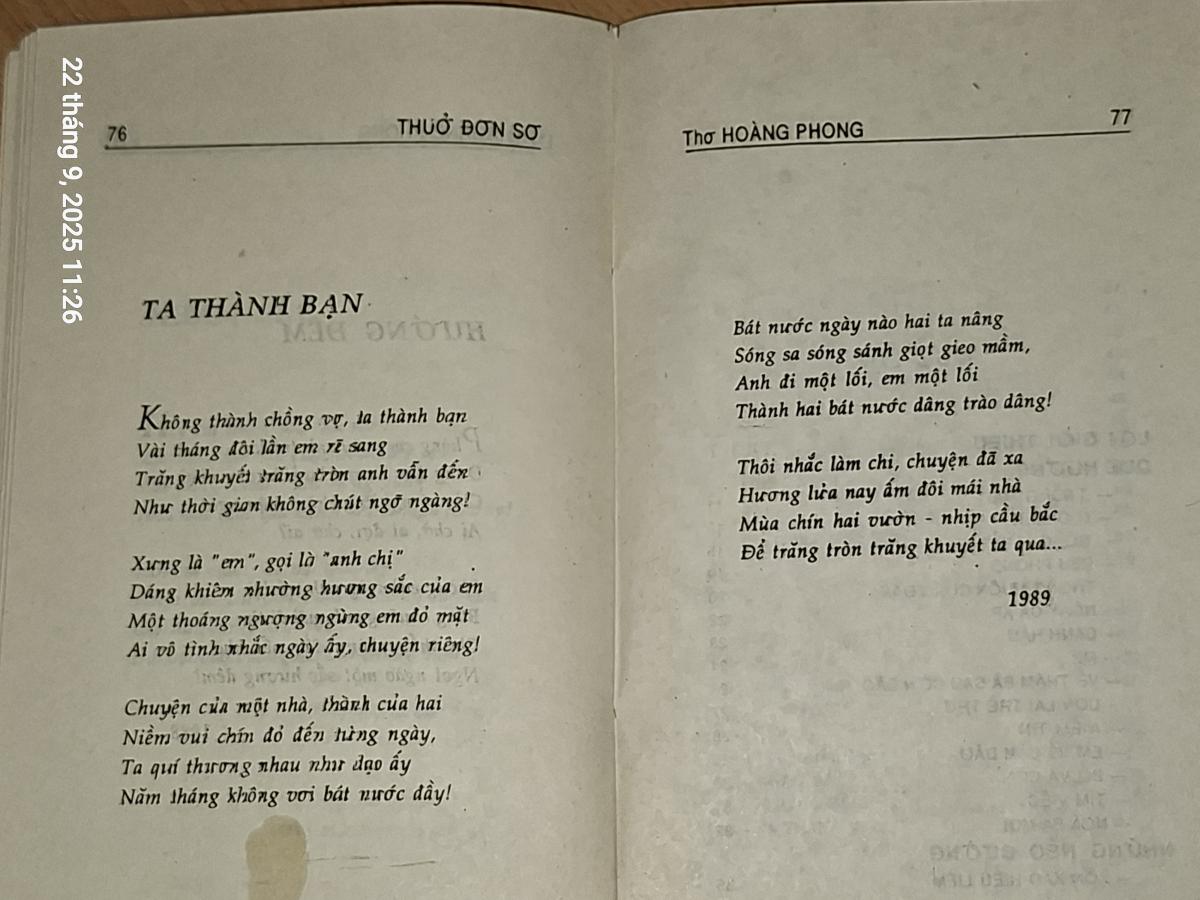 22 tháng 9, 2025 11:26
76
THUỞ ĐƠN SƠ
TA THÀNH BẠN
Không thành chồng vợ, ta thành bạn
Vài tháng đôi lần em rẽ sang
Trăng khuyết trăng tròn anh vẫn đến
Như thời gian không chút ngỡ ngàng!
Xưng là "em", gọi là "anh chị"
Dáng khiêm nhường hương sắc của em
Một thoáng ngượng ngùng em đỏ mặt
Ai vô tình nhắc ngày ấy, chuyện riêng!
Chuyện của một nhà, thành của hai
Niềm vui chín đỏ đến từng ngày,
Ta quí thương nhau như dạo ấy
Năm tháng không vơi bát nước đầy!
Thơ HOÀNG PHONG
77
Bát nước ngày nào hai ta nâng
Sóng sa sóng sánh giọt gieo mầm,
Anh đi một lối, em một lối
Thành hai bát nước dâng trào dâng!
Thôi nhắc làm chi, chuyện đã xa
Hương lửa nay ấm đôi mái nhà
Mùa chín hai vườn - nhịp cầu bắc
Để trăng tròn trăng khuyết ta qua...
1989